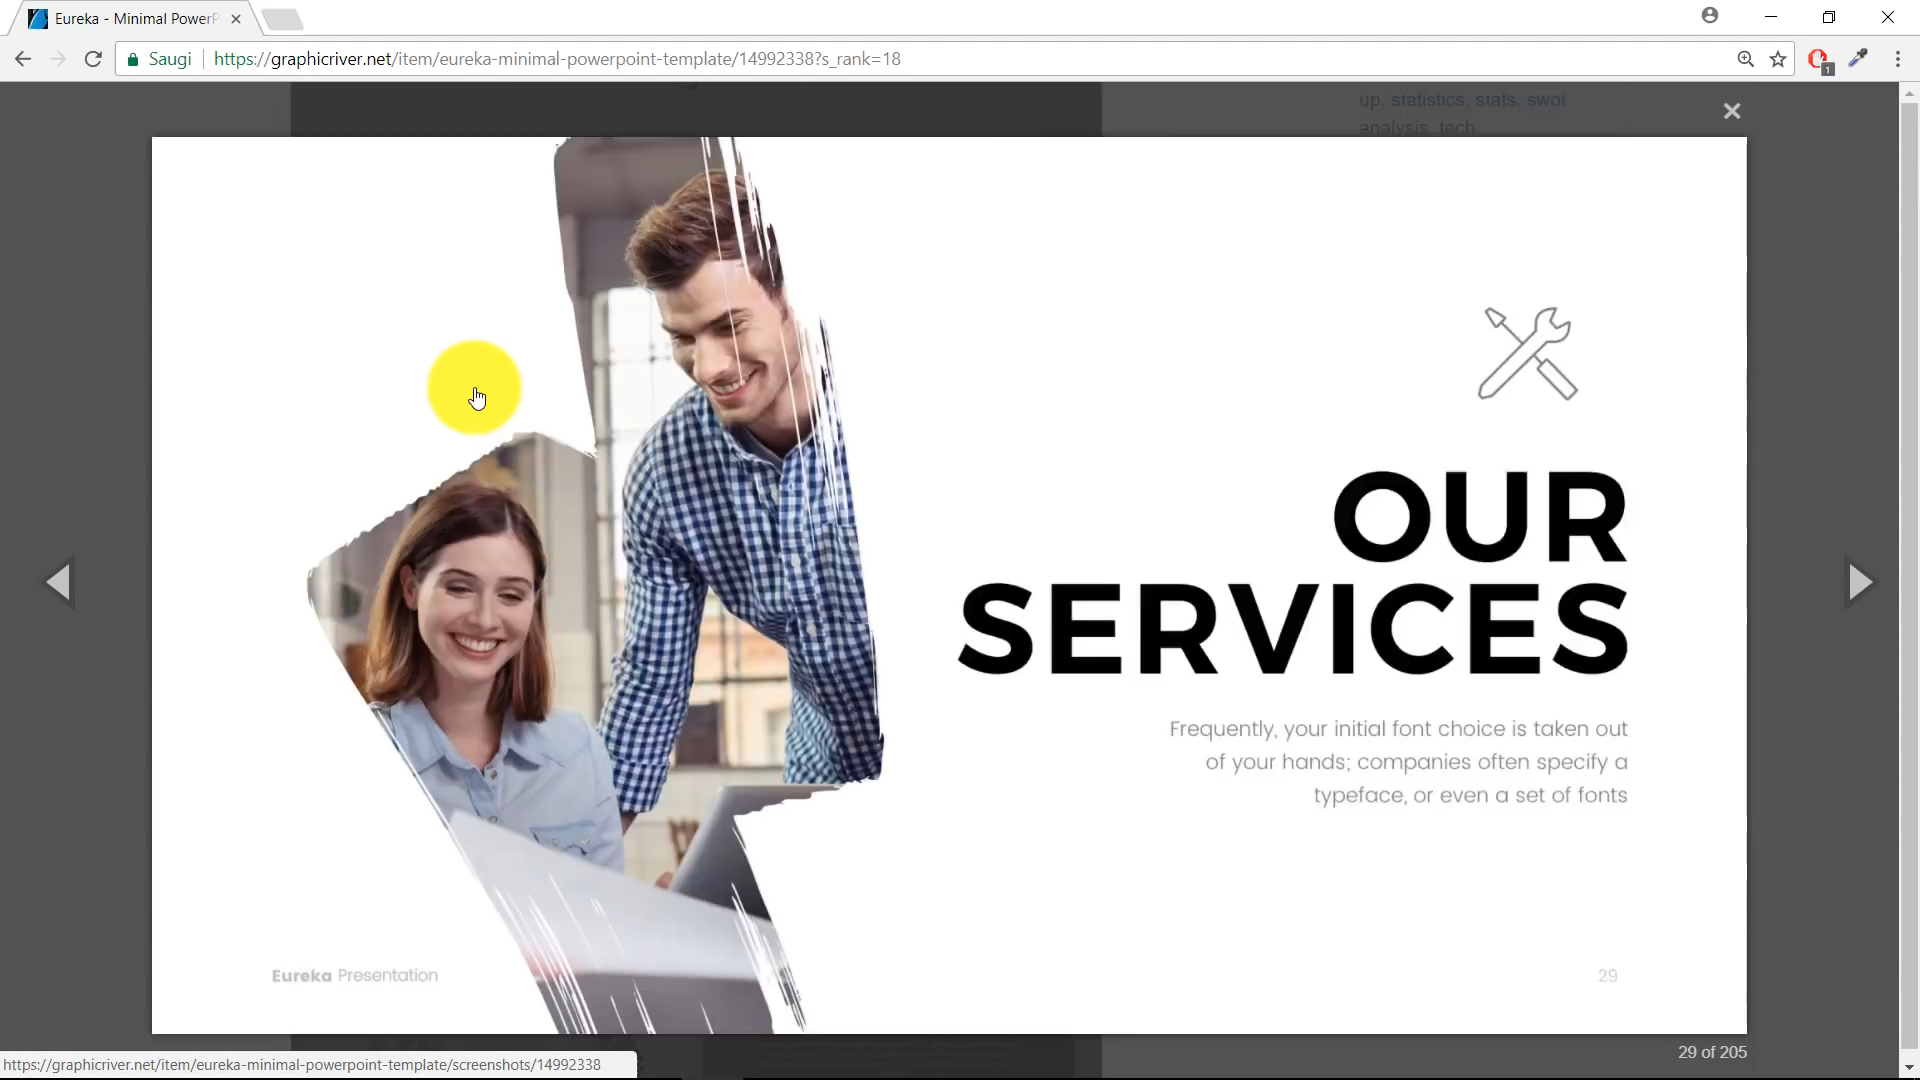 Eureka - Minimal PowerP
Saugi
https://graphicriver.net/item/eureka-minimal-powerpoint-template/14992338?s_rank=18
1
up, statistics, stats, swot
analysis, tech
OUR
SERVICES
Frequently, your initial font choice is taken out
of your hands; companies often specify a
typeface, or even a set of fonts
Eureka Presentation
29
29 of 205
https://graphicriver.net/item/eureka-minimal-powerpoint-template/screenshots/14992338